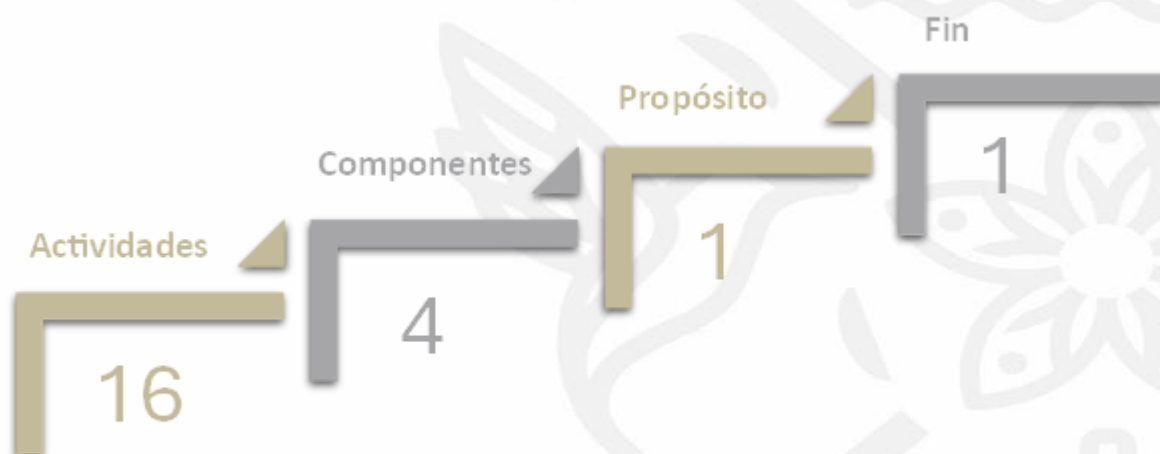 Fin
1
Propósito
1
Componentes
4
Actividades
16